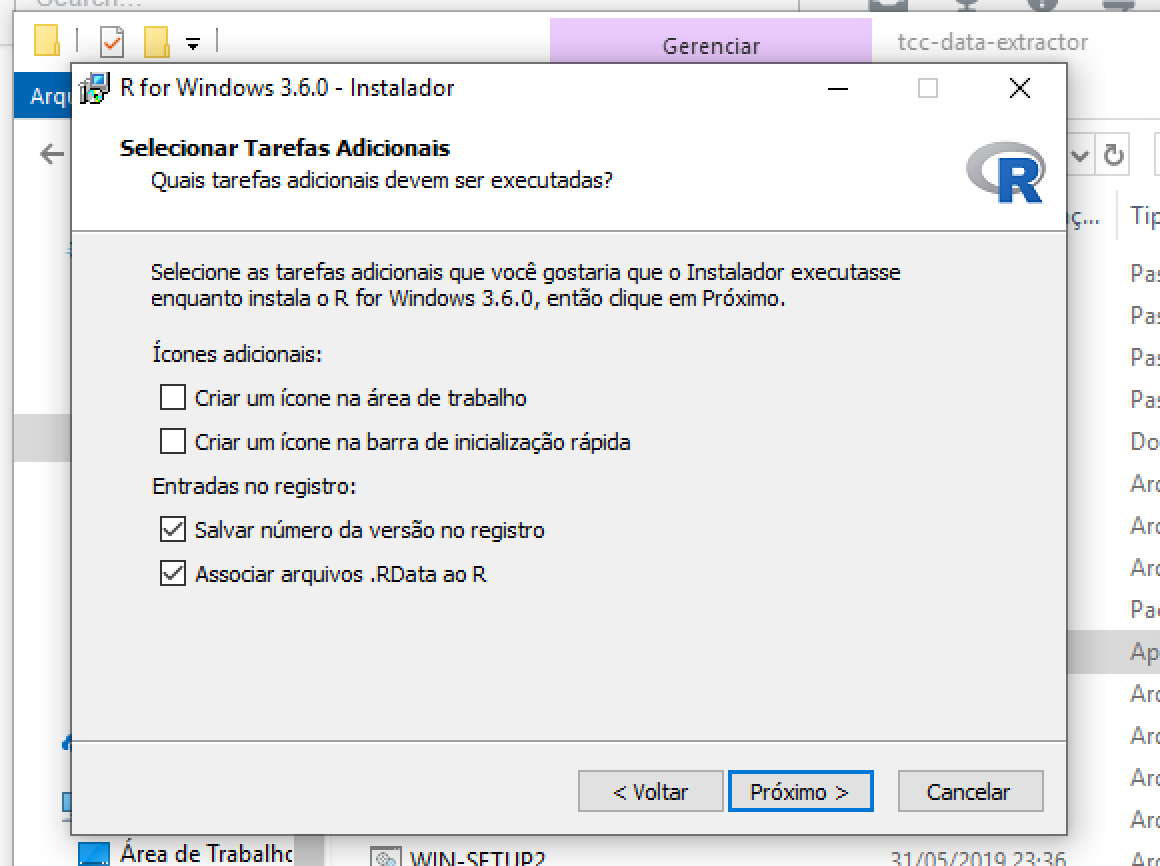 Search...
Gerenciar
tcc-data-extractor
Arqu
R for Windows 3.6.0 - Instalador
Selecionar Tarefas Adicionais
Quais tarefas adicionais devem ser executadas?
R
ç...
Tip
Selecione as tarefas adicionais que você gostaria que o Instalador executasse
enquanto instala o R for Windows 3.6.0, então clique em Próximo.
Pas
Pas
Ícones adicionais:
Pas
Criar um ícone na área de trabalho
Pas
Criar um ícone na barra de inicialização rápida
Do
Entradas no registro:
Arq
Salvar número da versão no registro
Arq
Associar arquivos .RData ao R
Arq
Pac
Ap
Arq
Arq
Arq
< Voltar
Próximo >
Cancelar
Arq
Área de Trabalho
WIN-SETUP2
31/05/2019 23:36
Arq